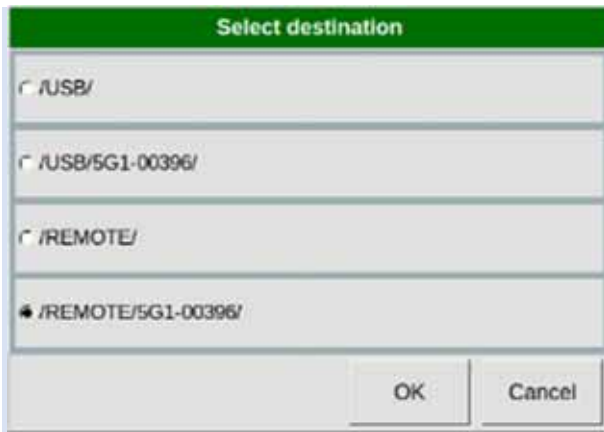 Select destination
/USB/
/USB/5G1-00396/
/REMOTE/
/REMOTE/5G1-00396/
OK
Cancel